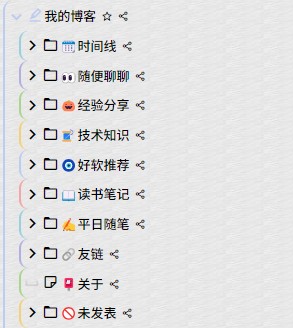 我的博客
时间线
随便聊聊
经验分享
技术知识
好软推荐
读书笔记
平日随笔
友链
关于
未发表